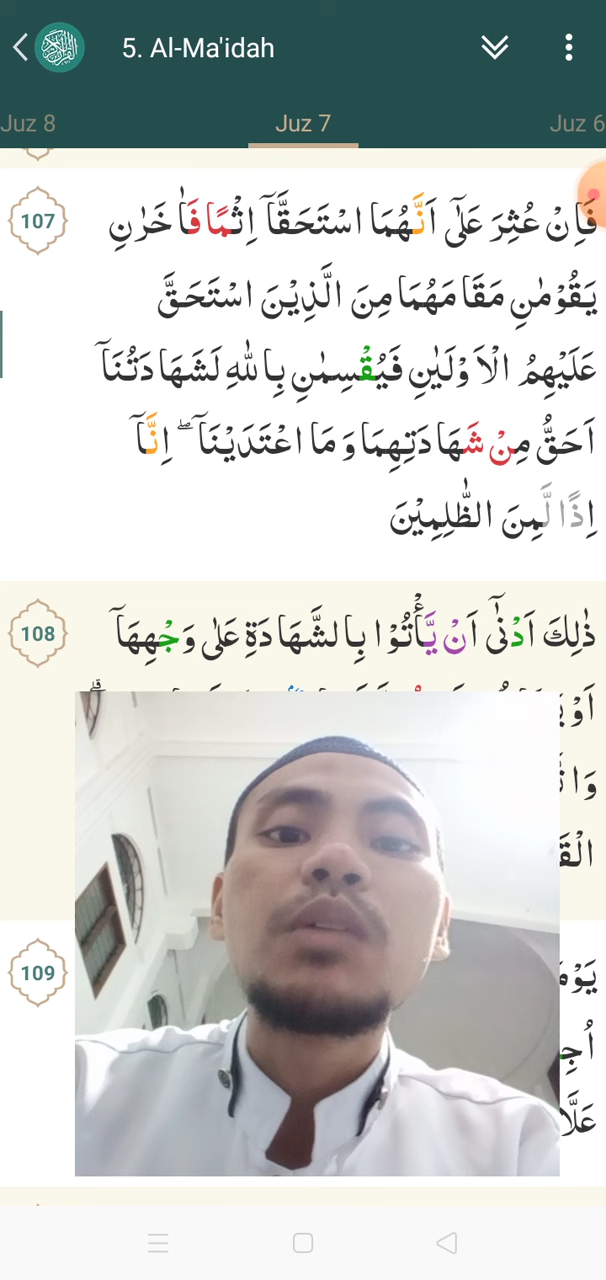 5. Al-Ma'idah
Juz 8 Juz 7 Juz 6
107
فَاِنْ عُثِرَ عَلٰٓى اَنَّهُمَا اسْتَحَقَّآ اِثْمًا فَاٰخَرٰنِ
يَقُوْمٰنِ مَقَامَهُمَا مِنَ الَّذِيْنَ اسْتَحَقَّ
عَلَيْهِمُ الْاَوْلَيٰنِ فَيُقْسِمٰنِ بِاللّٰهِ لَشَهَادَتُنَآ
اَحَقُّ مِنْ شَهَادَتِهِمَا وَمَا اعْتَدَيْنَآ ۖ اِنَّآ
اِذًا لَّمِنَ الظّٰلِمِيْنَ
108
ذٰلِكَ اَدْنٰٓى اَنْ يَّأْتُوْا بِالشَّهَادَةِ عَلٰى وَجْهِهَآ
اَوْ
109